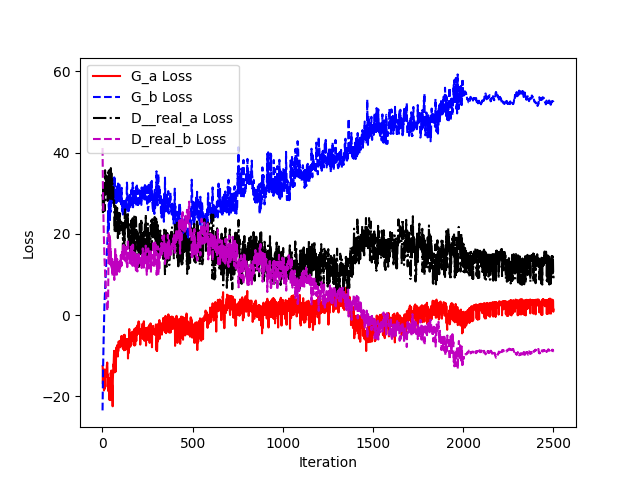 G_a Loss
G_b Loss
D__real_a Loss
D_real_b Loss
60
40
20
0
−20
Loss
0
500
1000
1500
2000
2500
Iteration